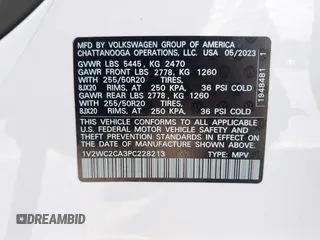 MFD BY VOLKSWAGEN GROUP OF AMERICA
CHATTANOOGA OPERATIONS, LLC. USA 05/2023
GVWR LBS 5445, KG 2470
GAWR FRONT LBS 2778, KG 1260
WITH 255/50R20 TIRES,
8JX20 RIMS, AT 250 KPA, 36 PSI COLD
GAWR REAR LBS 2778 , KG 1260
WITH 255/50R20 TIRES,
8JX20 RIMS, AT 250 KPA, 36 PSI COLD
THIS VEHICLE CONFORMS TO ALL APPLICABLE
U.S. FEDERAL MOTOR VEHICLE SAFETY AND
THEFT PREVENTION STANDARDS IN EFFECT ON
THE DATE OF MANUFACTURE SHOWN ABOVE.
1V2WC2CA3PC228213 TYPE: MPV
1948481 1
DREAMBID
DREAMBID.COM